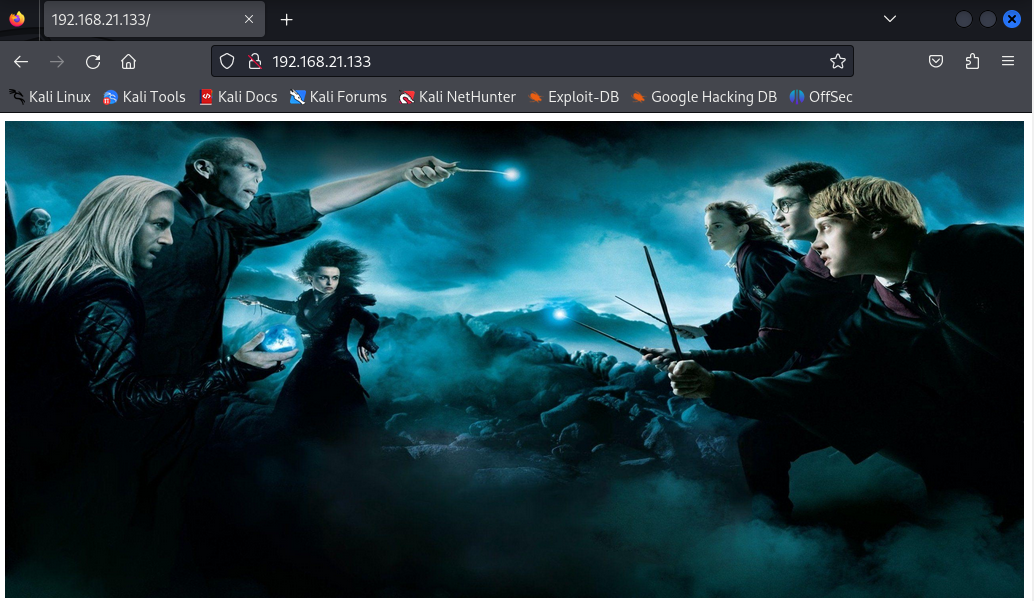 192.168.21.133/
192.168.21.133
Kali Linux Kali Tools Kali Docs Kali Forums Kali NetHunter Exploit-DB Google Hacking DB OffSec